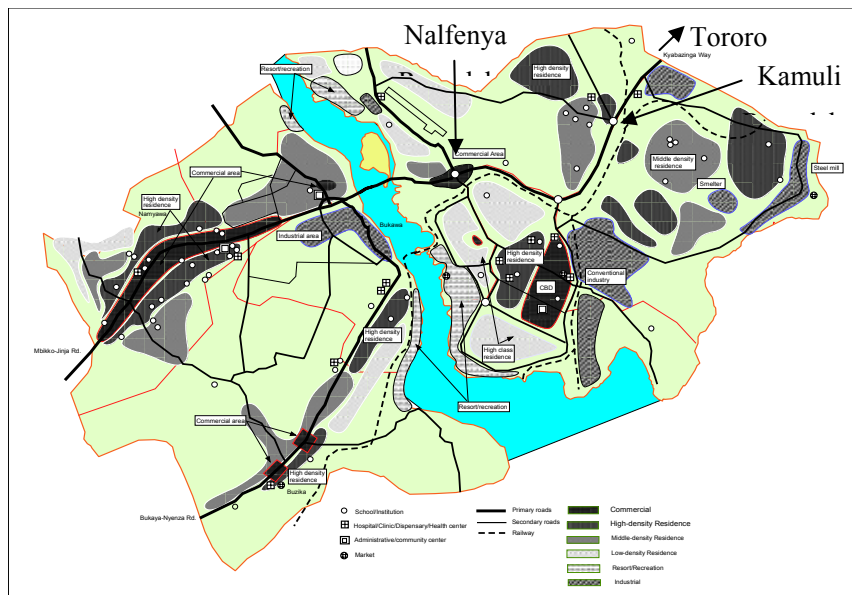 Nalfenya
Tororo
Kyabazinga Way
Kamuli
Resort/recreation
High density
residence
Commercial Area
Commercial area
Middle density
residence
Steel mill
Smelter
High density
residence
Namyawa
Bukawa
Industrial area
High density
residence
Conventional
industry
CBD
Mbikko-Jinja Rd.
High density
residence
High class
residence
Resort/recreation
Commercial area
High density
residence
Buzika
Bukaya-Nyenza Rd.
School/Institution
Hospital/Clinic/Dispensary/Health center
Administrative/community center
Market
Primary roads
Secondary roads
Railway
Commercial
High-density Residence
Middle-density Residence
Low-density Residence
Resort/Recreation
Industrial